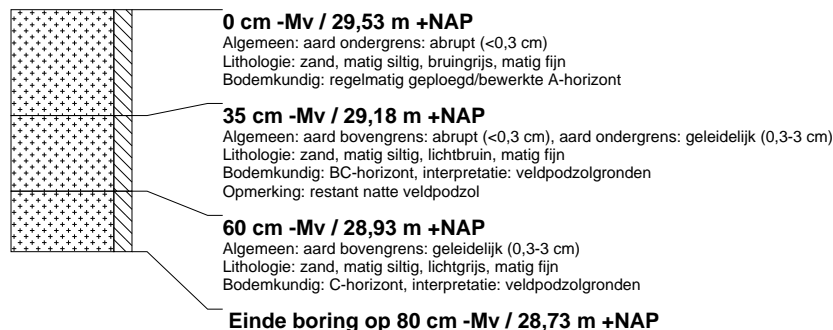 0 cm -Mv / 29,53 m +NAP
Algemeen: aard ondergrens: abrupt (<0,3 cm)
Lithologie: zand, matig siltig, bruingrijs, matig fijn
Bodemkundig: regelmatig geploegd/bewerkte A-horizont
35 cm -Mv / 29,18 m +NAP
Algemeen: aard bovengrens: abrupt (<0,3 cm), aard ondergrens: geleidelijk (0,3-3 cm)
Lithologie: zand, matig siltig, lichtbruin, matig fijn
Bodemkundig: BC-horizont, interpretatie: veldpodzolgronden
Opmerking: restant natte veldpodzol
60 cm -Mv / 28,93 m +NAP
Algemeen: aard bovengrens: geleidelijk (0,3-3 cm)
Lithologie: zand, matig siltig, lichtgrijs, matig fijn
Bodemkundig: C-horizont, interpretatie: veldpodzolgronden
Einde boring op 80 cm -Mv / 28,73 m +NAP